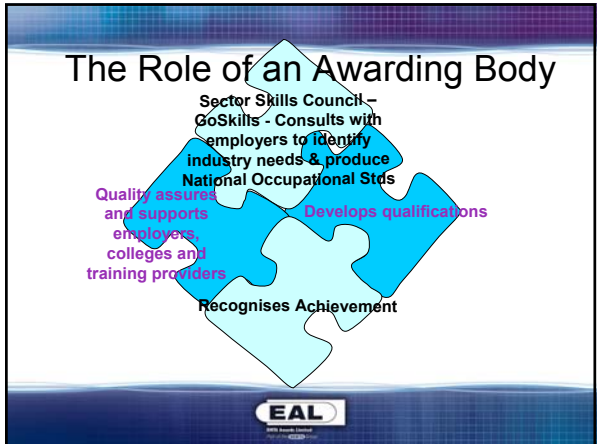 The Role of an Awarding Body
Sector Skills Council –
GoSkills - Consults with
employers to identify
industry needs & produce
National Occupational Stds
Quality assures
and supports
employers,
colleges and
training providers
Develops qualifications
Recognises Achievement
EAL